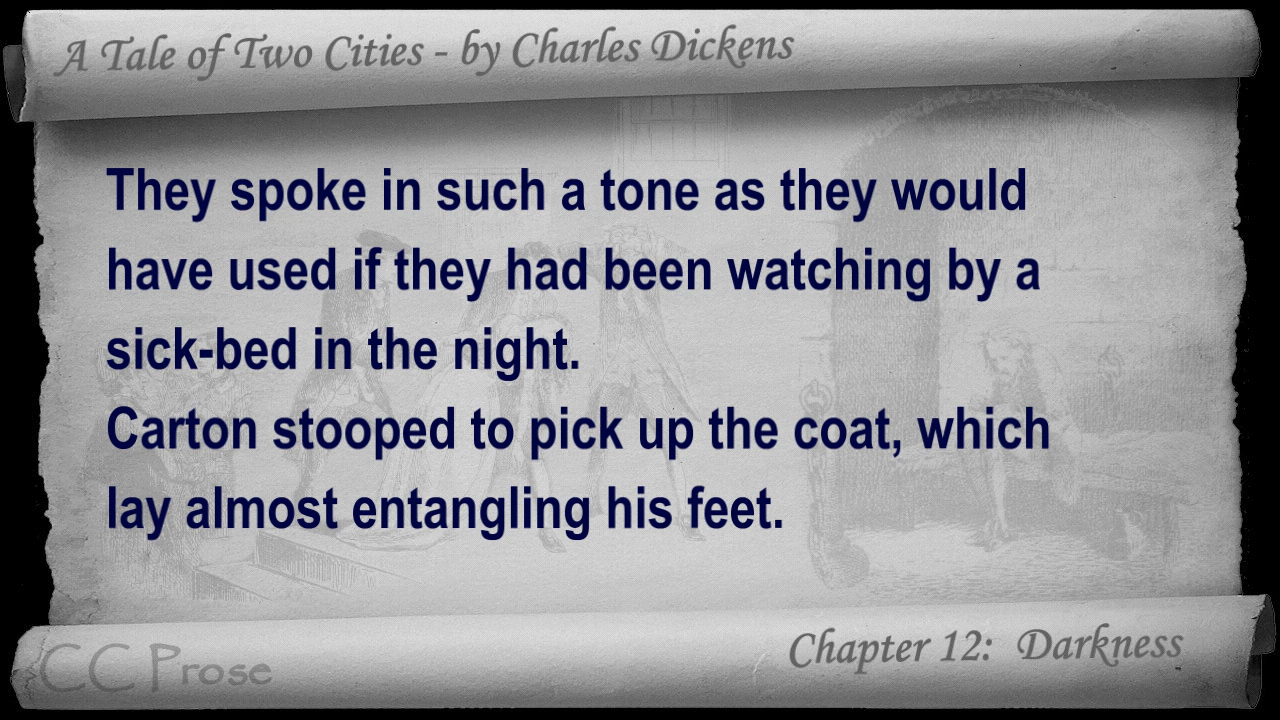 A Tale of Two Cities - by Charles Dickens
They spoke in such a tone as they would
have used if they had been watching by a
sick-bed in the night.
Carton stooped to pick up the coat, which
lay almost entangling his feet.
CC Prose
Chapter 12: Darkness